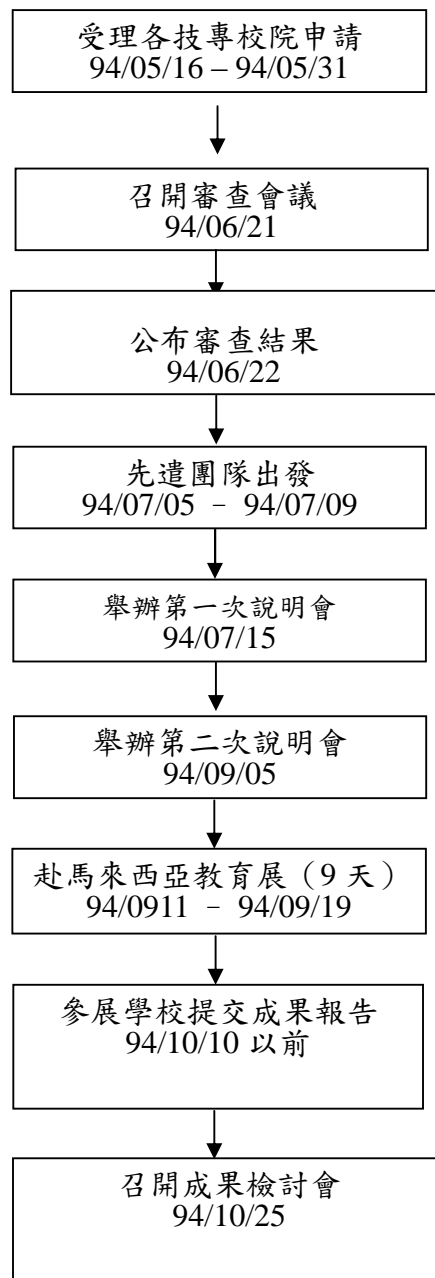 受理各技專校院申請
94/05/16 – 94/05/31
召開審查會議
94/06/21
公布審查結果
94/06/22
先遣團隊出發
94/07/05 - 94/07/09
舉辦第一次說明會
94/07/15
舉辦第二次說明會
94/09/05
赴馬來西亞教育展（9 天）
94/0911 - 94/09/19
參展學校提交成果報告
94/10/10 以前
召開成果檢討會
94/10/25